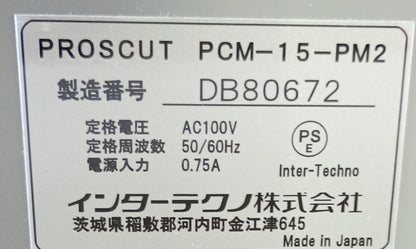 PROSCUT PCM-15-PM2
製造番号 DB80672
定格電圧 AC100V
定格周波数 50/60Hz
電源入力 0.75A
PS
E
Inter-Techno
インターテクノ株式会社
茨城県稲敷郡河内町金江津645
Made in Japan